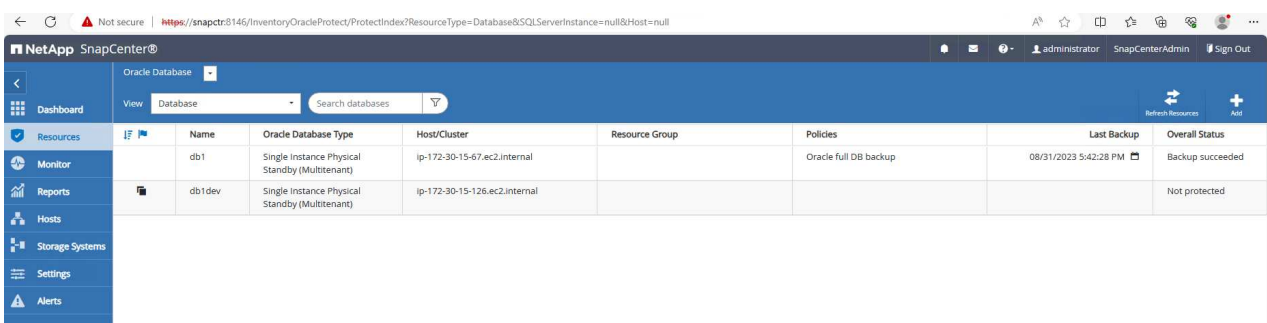 Not secure https://snapctr:8146/InventoryOracleProtect/ProtectIndex?ResourceType=Database&SQLServerInstance=null&Host=null
NetApp SnapCenter®
administrator SnapCenterAdmin Sign Out
Oracle Database
View Database Search databases
Refresh Resources Add
Dashboard
Resources
Monitor
Reports
Hosts
Storage Systems
Settings
Alerts
Name Oracle Database Type Host/Cluster Resource Group Policies Last Backup Overall Status
db1 Single Instance Physical Standby (Multitenant) ip-172-30-15-67.ec2.internal Oracle full DB backup 08/31/2023 5:42:28 PM Backup succeeded
db1dev Single Instance Physical Standby (Multitenant) ip-172-30-15-126.ec2.internal Not protected